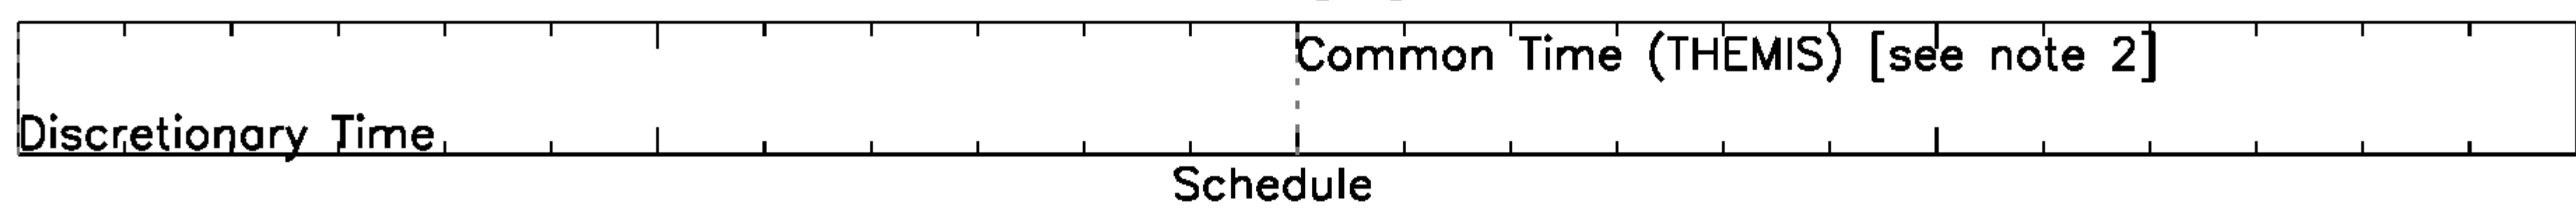 Common Time (THEMIS) [see note 2]
Discretionary Time
Schedule